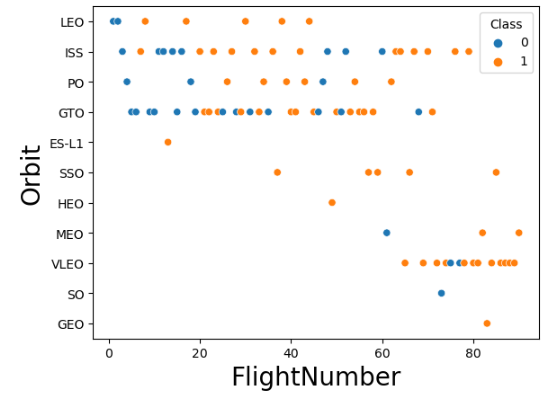 LEO
ISS
PO
GTO
ES-L1
SSO
HEO
MEO
VLEO
SO
GEO
Orbit
Class
0
1
0 20 40 60 80
FlightNumber